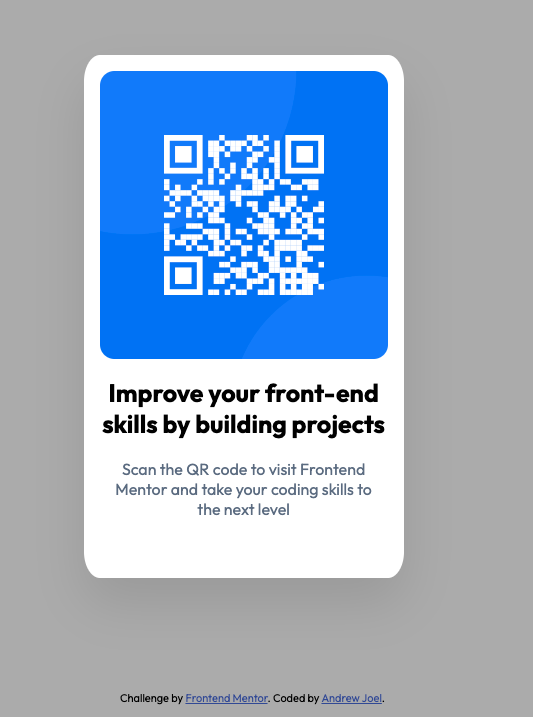 Improve your front-end
skills by building projects
Scan the QR code to visit Frontend
Mentor and take your coding skills to
the next level
Challenge by Frontend Mentor. Coded by Andrew Joel.